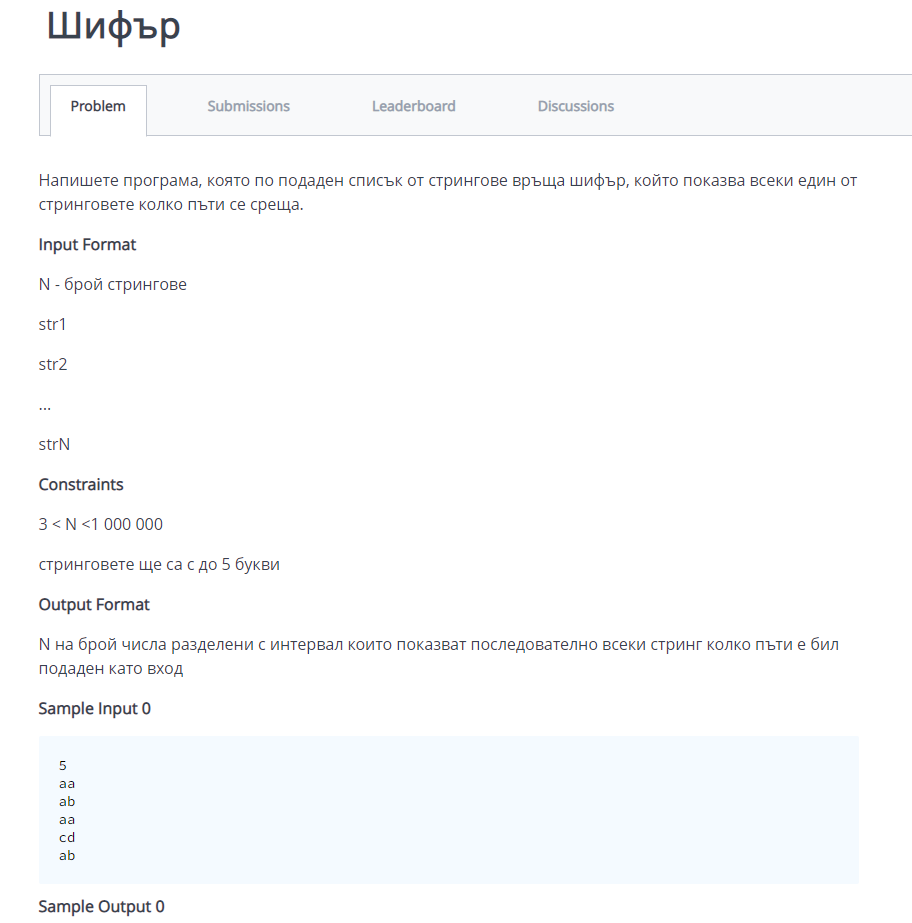 Шифър
Problem
Submissions
Leaderboard
Discussions
Напишете програма, която по подаден списък от стрингове връща шифър, който показва всеки един от
стринговете колко пъти се среща.
Input Format
N - брой стрингове
str1
str2
...
strN
Constraints
3 < N <1 000 000
стринговете ще са с до 5 букви
Output Format
N на брой числа разделени с интервал които показват последователно всеки стринг колко пъти е бил
подаден като вход
Sample Input 0
5
aa
ab
aa
cd
ab
Sample Output 0